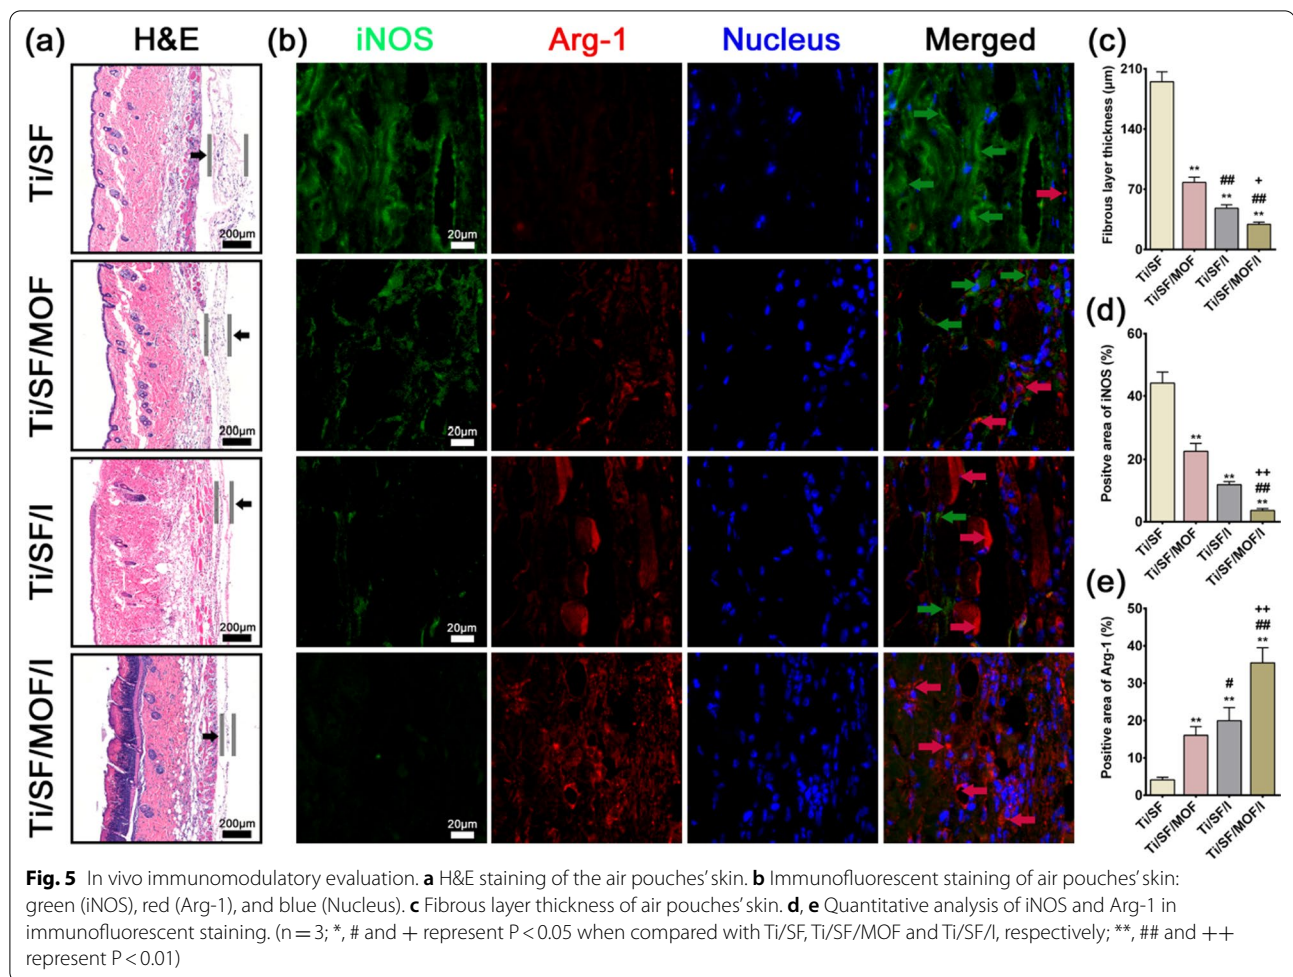 (a)
H&E
(b)
iNOS
Arg-1
Nucleus
Merged
(c)
Ti/SF
200µm
20µm
Ti/SF/MOF
200µm
20µm
Ti/SF/I
200µm
20µm
Ti/SF/MOF/I
200µm
20µm
Fibrous layer thickness (µm)
210
140
70
0
**
##
**
+
##
**
Ti/SF
Ti/SF/MOF
Ti/SF/I
Ti/SF/MOF/I
(d)
Positve area of iNOS (%)
60
40
20
0
**
**
++
##
**
Ti/SF
Ti/SF/MOF
Ti/SF/I
Ti/SF/MOF/I
(e)
Positive area of Arg-1 (%)
50
40
30
20
10
0
**
#
**
++
##
**
Ti/SF
Ti/SF/MOF
Ti/SF/I
Ti/SF/MOF/I
Fig. 5 In vivo immunomodulatory evaluation. a H&E staining of the air pouches' skin. b Immunofluorescent staining of air pouches' skin:
green (iNOS), red (Arg-1), and blue (Nucleus). c Fibrous layer thickness of air pouches' skin. d, e Quantitative analysis of iNOS and Arg-1 in
immunofluorescent staining. (n = 3; *, # and + represent P < 0.05 when compared with Ti/SF, Ti/SF/MOF and Ti/SF/I, respectively; **, ## and ++
represent P < 0.01)